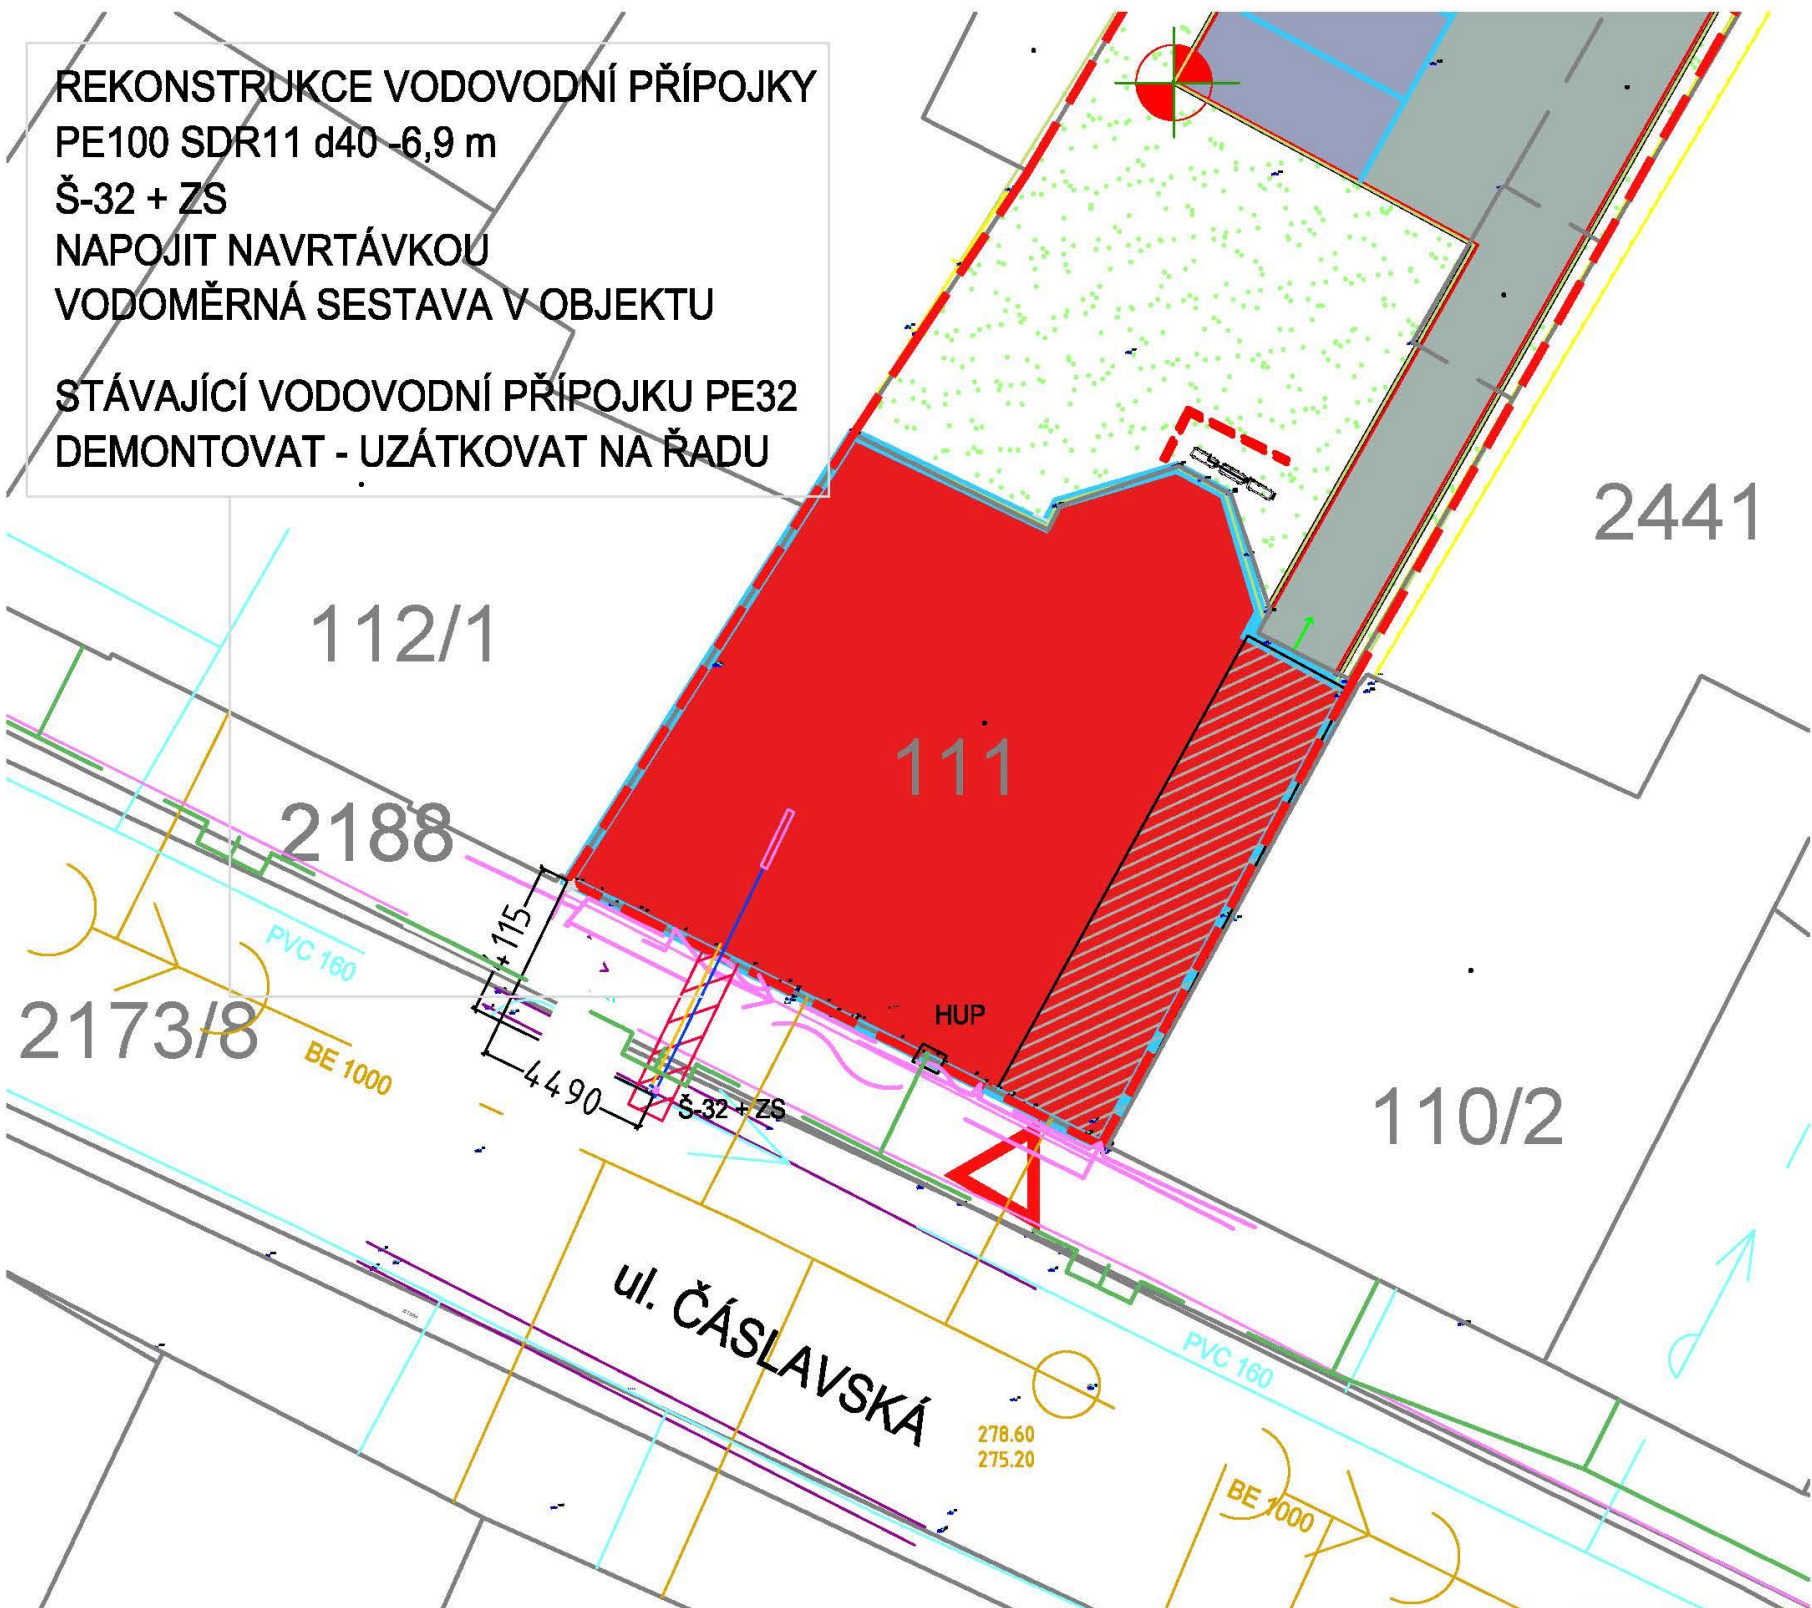 REKONSTRUKCE VODOVODNÍ PŘÍPOJKY
PE100 SDR11 d40 -6,9 m
Š-32 + ZS
NAPOJIT NAVRTÁVKOU
VODOMĚRNÁ SESTAVA V OBJEKTU
STÁVAJÍCÍ VODOVODNÍ PŘÍPOJKU PE32
DEMONTOVAT - UZÁTKOVAT NA ŘADU
2441
112/1
111
2188
PVC 160
2173/8
BE 1000
HUP
4490
Š-32 + ZS
110/2
ul. ČÁSLAVSKÁ
PVC 160
278.60
275.20
BE 1000